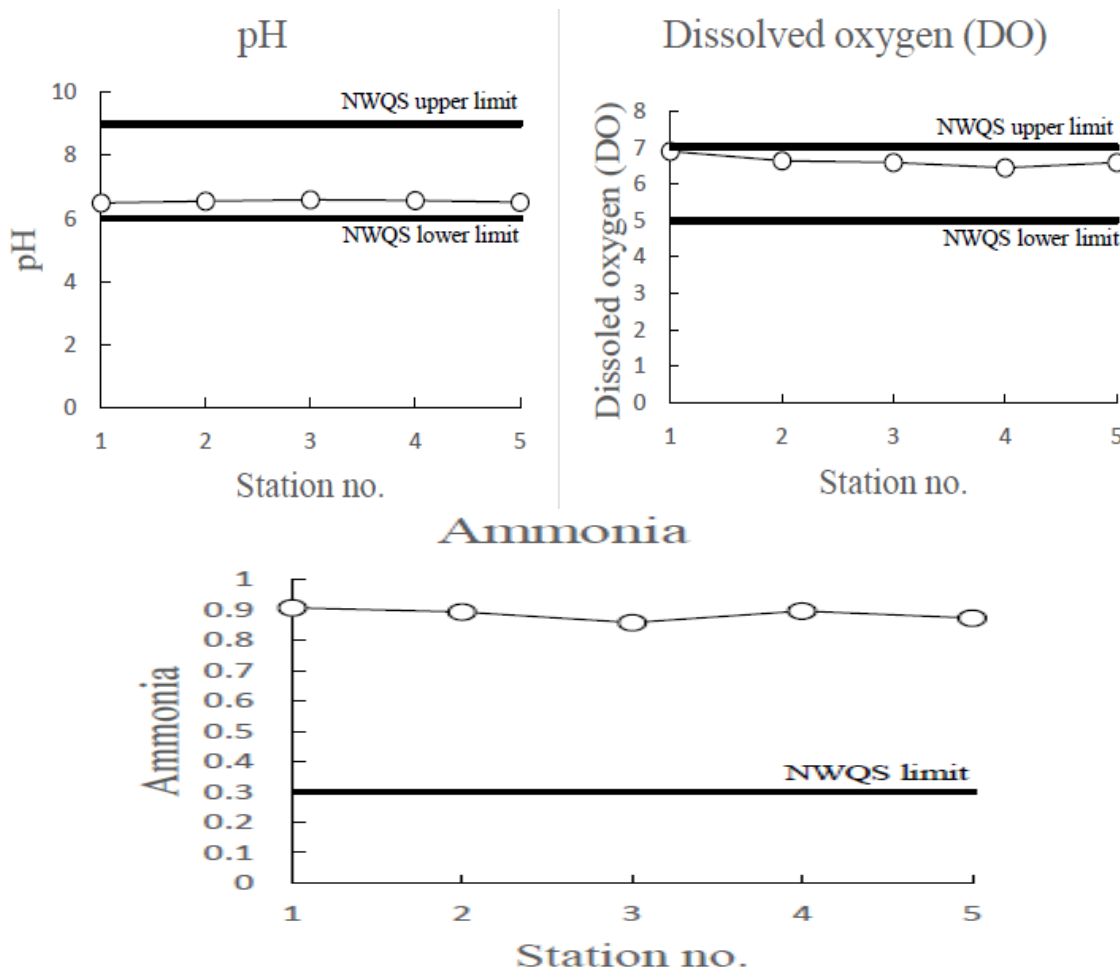 pH
pH
10
8
6
4
2
0
NWQS upper limit
NWQS lower limit
1 2 3 4 5
Station no.
Dissolved oxygen (DO)
Dissoled oxygen (DO)
8
7
6
5
4
3
2
1
0
NWQS upper limit
NWQS lower limit
1 2 3 4 5
Station no.
Ammonia
Ammonia
1
0.9
0.8
0.7
0.6
0.5
0.4
0.3
0.2
0.1
0
NWQS limit
1 2 3 4 5
Station no.